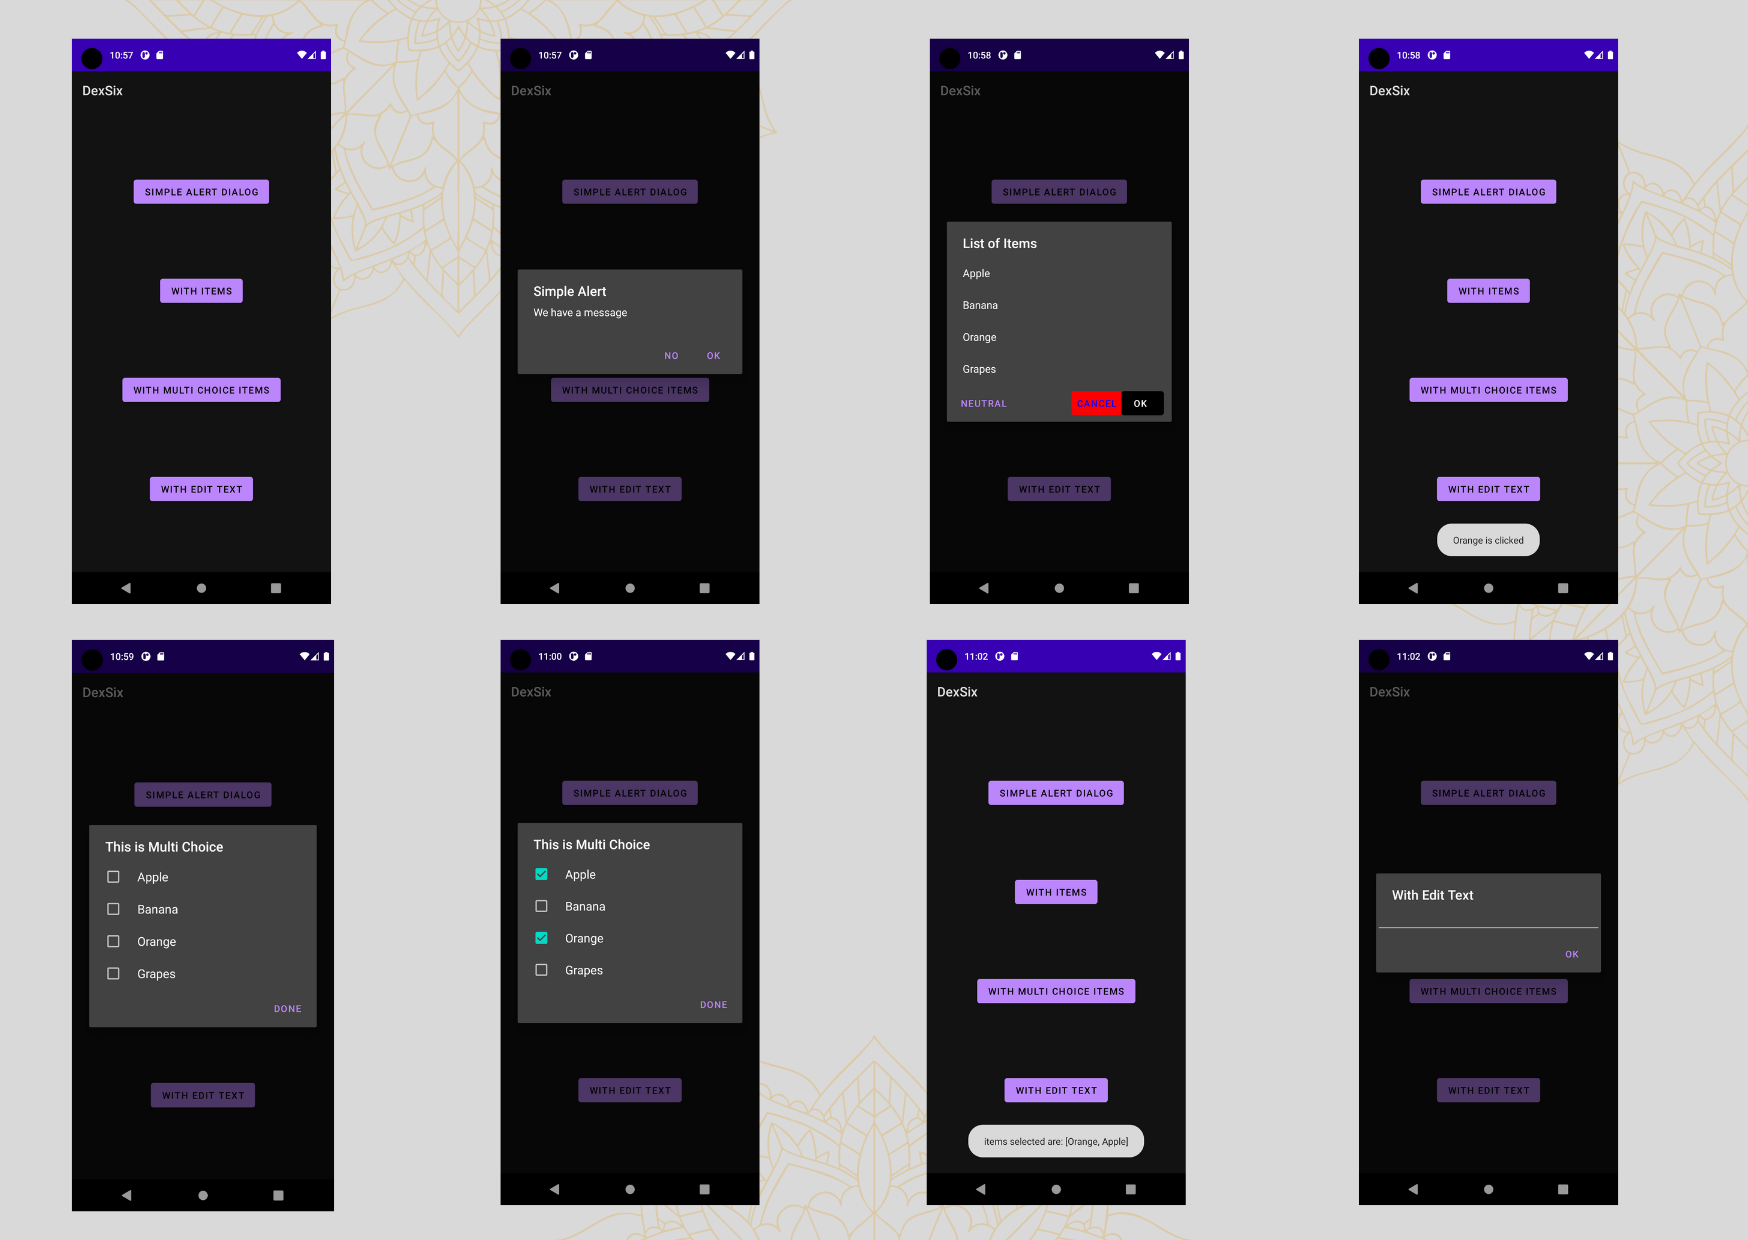 10:57
DexSix
SIMPLE ALERT DIALOG
WITH ITEMS
WITH MULTI CHOICE ITEMS
WITH EDIT TEXT
10:57
DexSix
SIMPLE ALERT DIALOG
Simple Alert
We have a message
NO OK
WITH MULTI CHOICE ITEMS
WITH EDIT TEXT
10:58
DexSix
SIMPLE ALERT DIALOG
List of Items
Apple
Banana
Orange
Grapes
NEUTRAL CANCEL OK
WITH EDIT TEXT
10:58
DexSix
SIMPLE ALERT DIALOG
WITH ITEMS
WITH MULTI CHOICE ITEMS
WITH EDIT TEXT
Orange is clicked
10:59
DexSix
SIMPLE ALERT DIALOG
This is Multi Choice
Apple
Banana
Orange
Grapes
DONE
WITH EDIT TEXT
11:00
DexSix
SIMPLE ALERT DIALOG
This is Multi Choice
Apple
Banana
Orange
Grapes
DONE
WITH EDIT TEXT
11:02
DexSix
SIMPLE ALERT DIALOG
WITH ITEMS
WITH MULTI CHOICE ITEMS
WITH EDIT TEXT
items selected are: [Orange, Apple]
11:02
DexSix
SIMPLE ALERT DIALOG
With Edit Text
OK
WITH MULTI CHOICE ITEMS
WITH EDIT TEXT